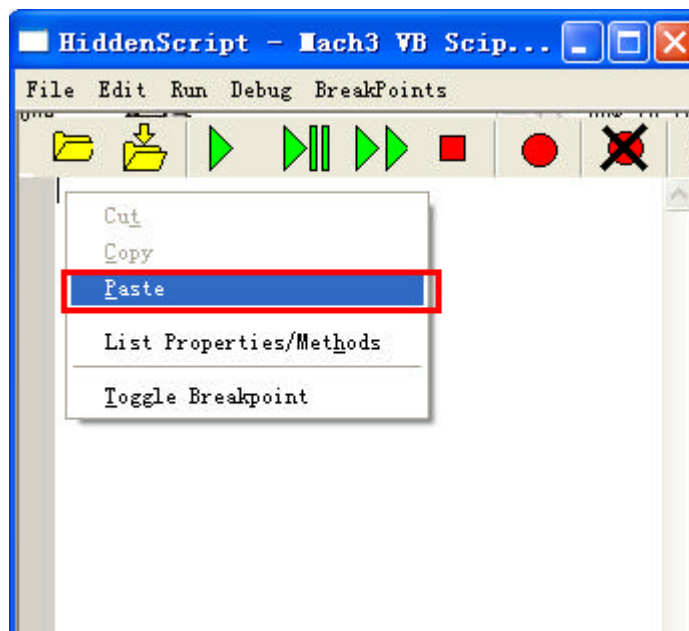 HiddenScript - Mach3 VB Scip...
File Edit Run Debug BreakPoints
Cut
Copy
Paste
List Properties/Methods
Toggle Breakpoint